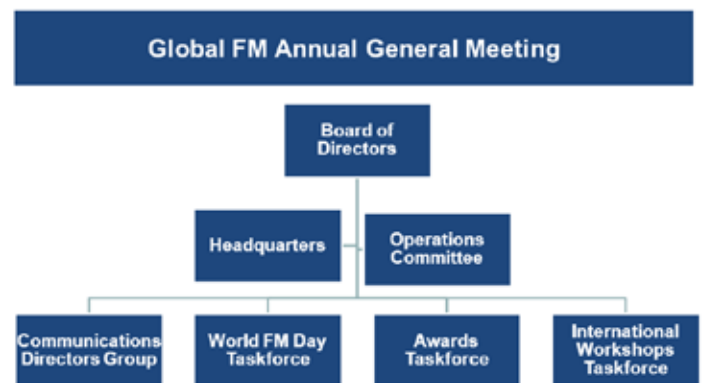 Global FM Annual General Meeting
Board of
Directors
Headquarters
Operations
Committee
Communications
Directors Group
World FM Day
Taskforce
Awards
Taskforce
International
Workshops
Taskforce